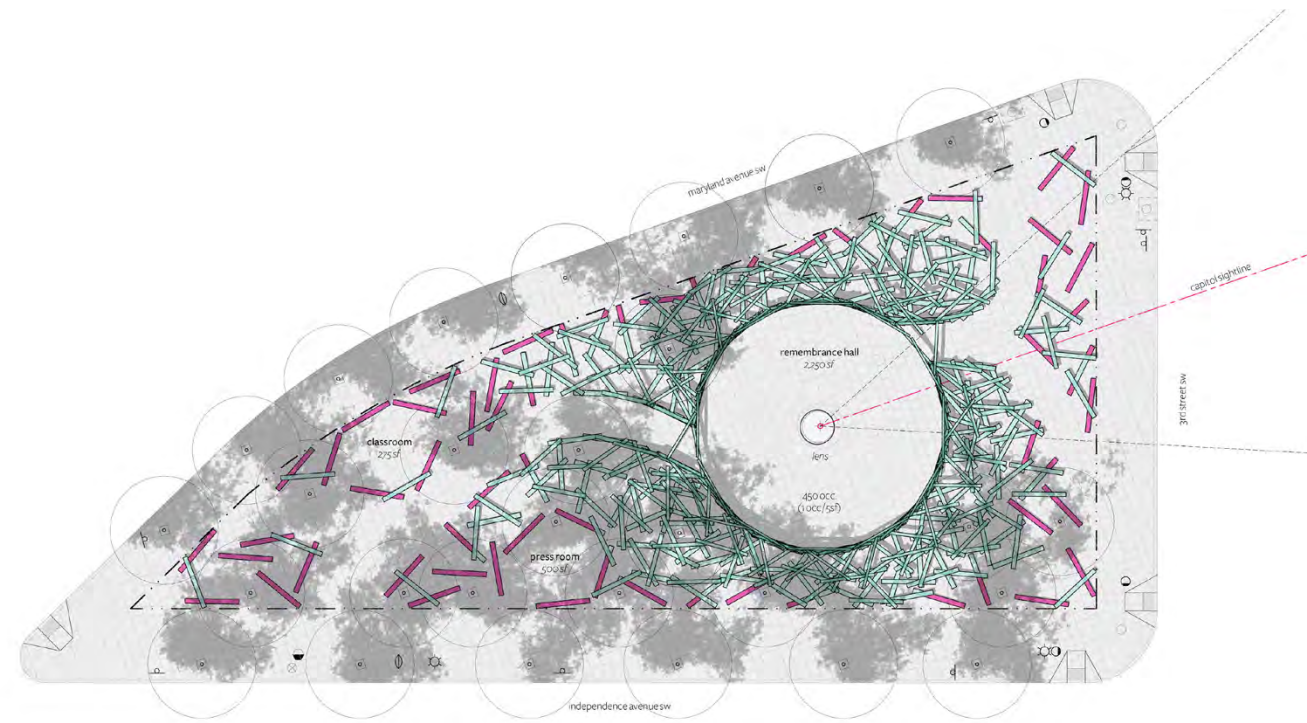 maryland avenue sw
capitol sightline
remembrance hall
2,250 sf
3rd street sw
classroom
275 sf
lens
450 occ
(1 occ/5sf)
press room
500 sf
independence avenue sw